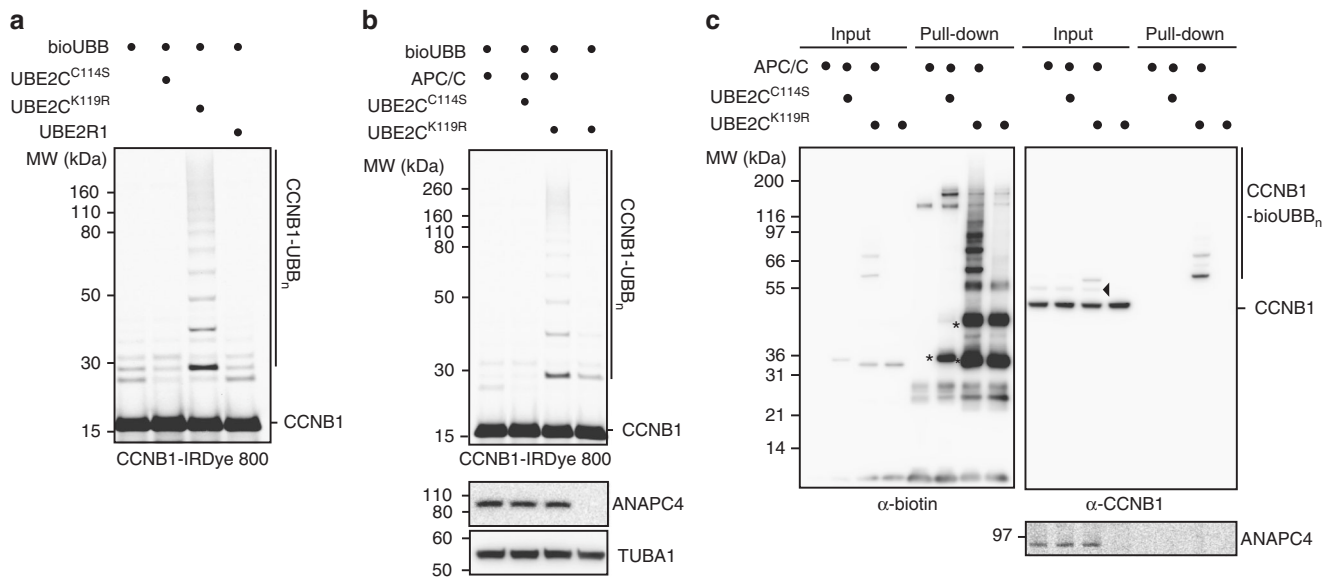 a
bioUBB
UBE2C^C114S
UBE2C^K119R
UBE2R1
MW (kDa)
160
110
80
50
30
15
CCNB1-UBB_n
CCNB1
CCNB1-IRDye 800
b
bioUBB
APC/C
UBE2C^C114S
UBE2C^K119R
MW (kDa)
260
160
110
80
50
30
15
CCNB1-UBB_n
CCNB1
CCNB1-IRDye 800
110
80
ANAPC4
60
50
TUBA1
c
Input Pull-down Input Pull-down
APC/C
UBE2C^C114S
UBE2C^K119R
MW (kDa)
200
116
97
66
55
36
31
21
14
*
* *
CCNB1
-bioUBB_n
CCNB1
α-biotin α-CCNB1
97
ANAPC4